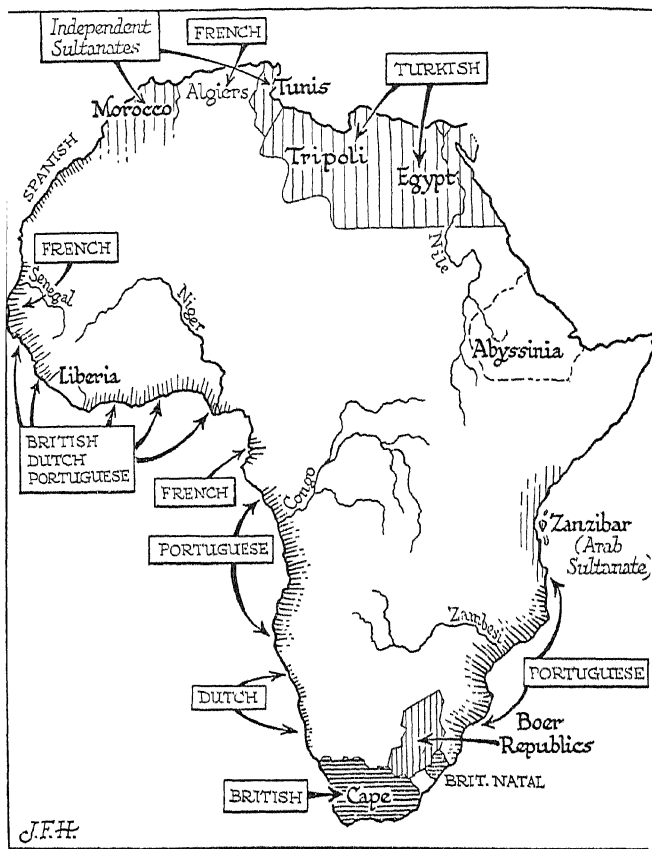 Independent
Sultanates
FRENCH
Tunis
TURKISH
Algiers
Morocco
Tripoli
Egypt
SPANISH
Nile
FRENCH
Senegal
Niger
Abyssinia
Liberia
BRITISH
DUTCH
PORTUGUESE
FRENCH
Congo
Zanzibar
(Arab
Sultanate)
PORTUGUESE
Zambesi
PORTUGUESE
DUTCH
Boer
Republics
BRITISH
Cape
BRIT. NATAL
J.F.H.